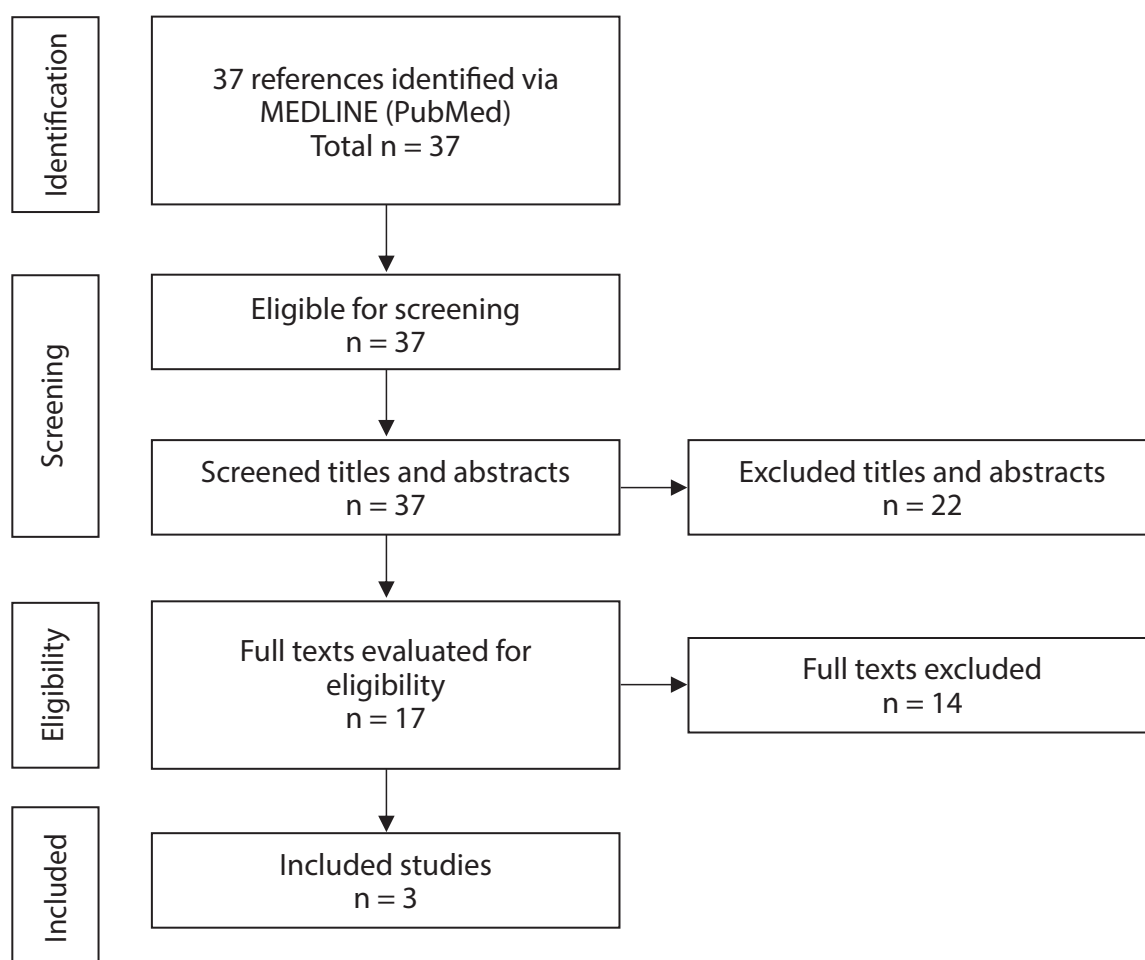 Identification
37 references identified via
MEDLINE (PubMed)
Total n = 37
Screening
Eligible for screening
n = 37
Screened titles and abstracts
n = 37
Excluded titles and abstracts
n = 22
Eligibility
Full texts evaluated for
eligibility
n = 17
Full texts excluded
n = 14
Included
Included studies
n = 3